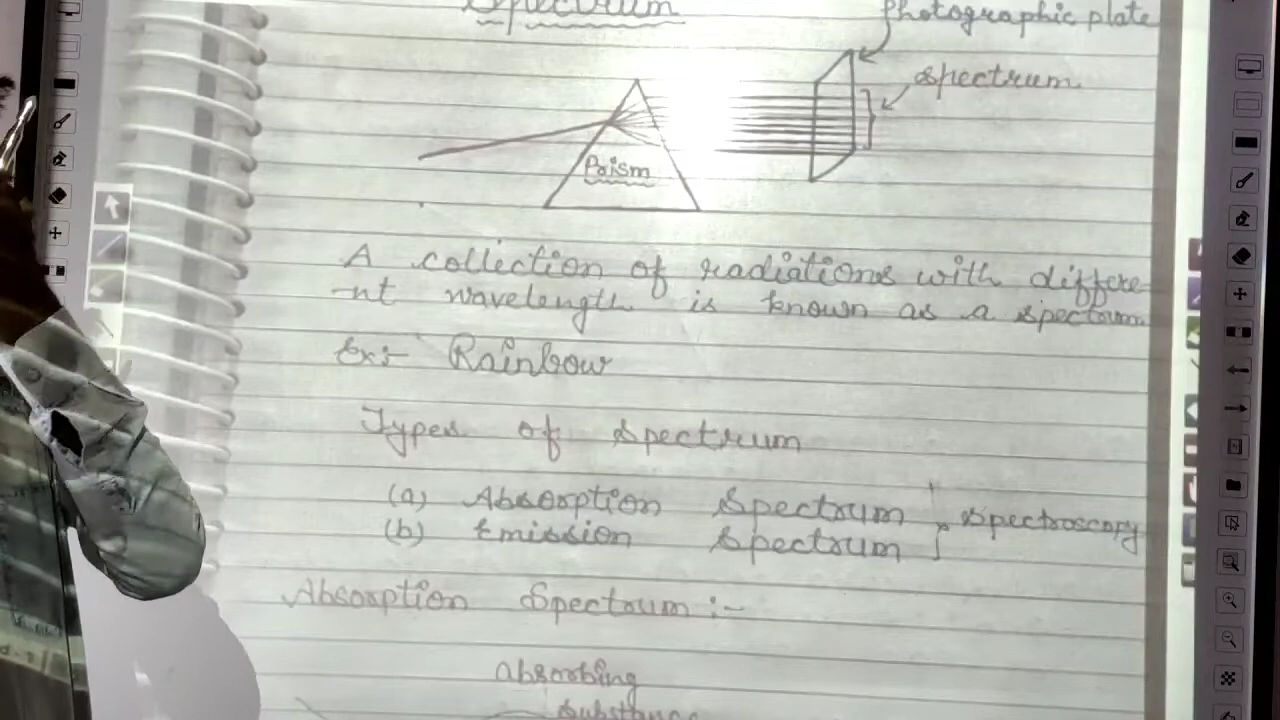 Spectrum
Photographic plate
Spectrum
Prism
A collection of radiations with differe-
-nt wavelength is known as a spectrum.
Ex:- Rainbow
Types of Spectrum
(a) Absorption Spectrum
(b) Emission Spectrum
Spectroscopy
Absorption Spectrum :-
absorbing
substance